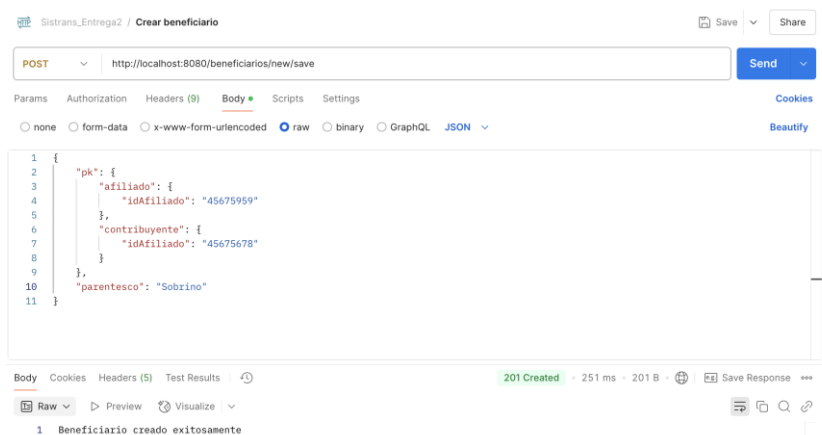 HTTP Sistrans_Entrega2 / Crear beneficiario Save Share
POST http://localhost:8080/beneficiarios/new/save Send
Params Authorization Headers (9) Body Scripts Settings Cookies
none form-data x-www-form-urlencoded raw binary GraphQL JSON Beautify
1 {
2 "pk": {
3 "afiliado": {
4 "idAfiliado": "45675959"
5 },
6 "contribuyente": {
7 "idAfiliado": "45675678"
8 }
9 },
10 "parentesco": "Sobrino"
11 }
Body Cookies Headers (5) Test Results 201 Created 251 ms 201 B Save Response
Raw Preview Visualize
1 Beneficiario creado exitosamente